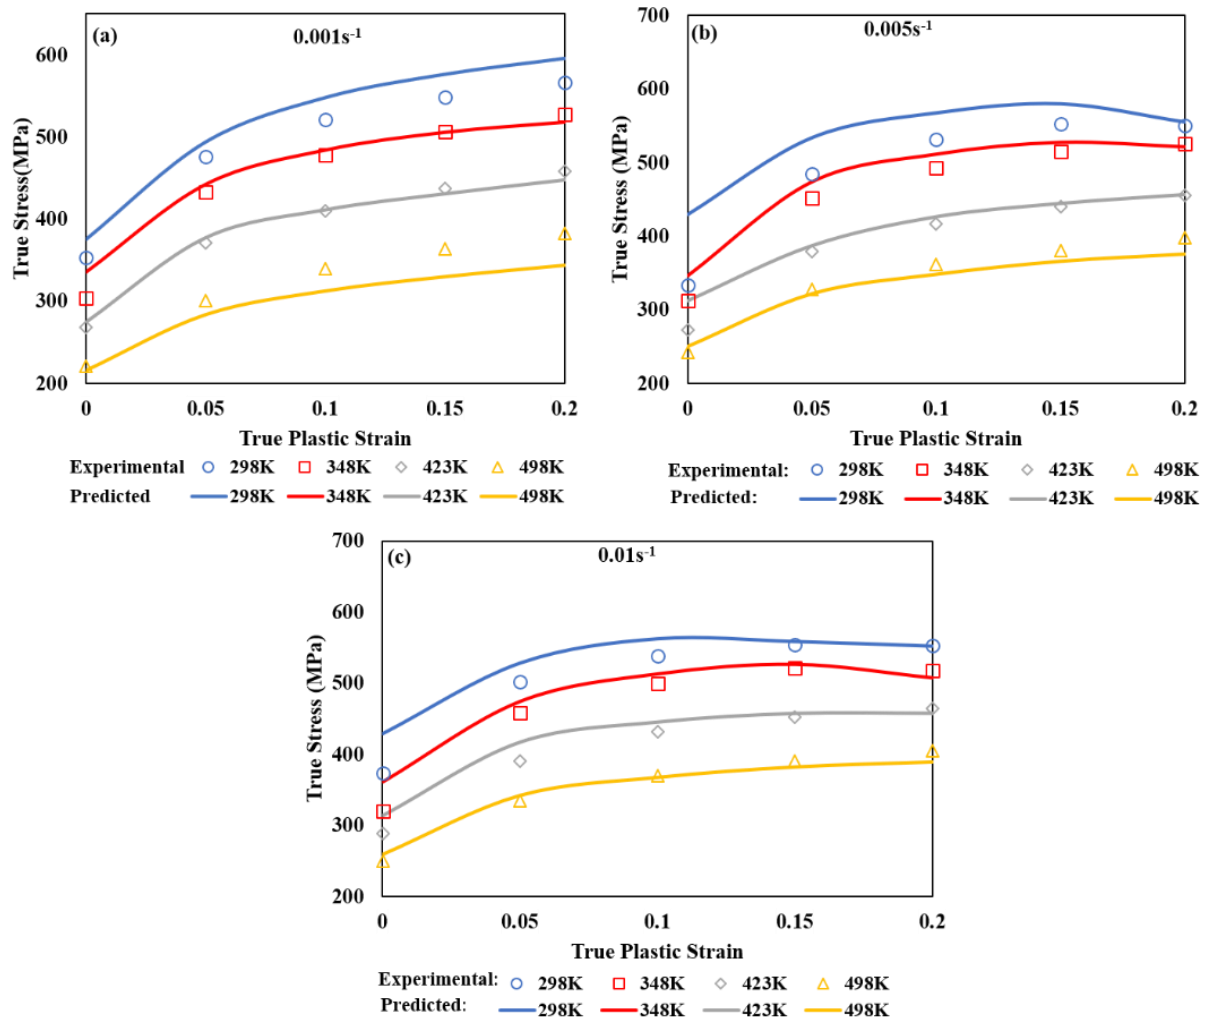 (a) 0.001s-1
True Stress(MPa)
600
500
400
300
200
0 0.05 0.1 0.15 0.2
True Plastic Strain
Experimental 298K 348K 423K 498K
Predicted 298K 348K 423K 498K
(b) 0.005s-1
True Stress (MPa)
700
600
500
400
300
200
0 0.05 0.1 0.15 0.2
True Plastic Strain
Experimental: 298K 348K 423K 498K
Predicted: 298K 348K 423K 498K
(c) 0.01s-1
True Stress (MPa)
700
600
500
400
300
200
0 0.05 0.1 0.15 0.2
True Plastic Strain
Experimental: 298K 348K 423K 498K
Predicted: 298K 348K 423K 498K